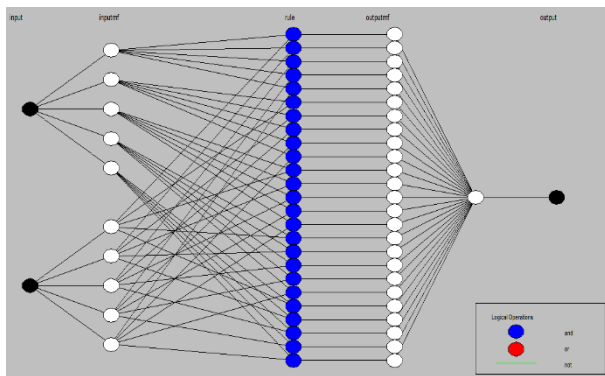 input
inputmf
rule
outputmf
output
Logical Operations
and
or
not